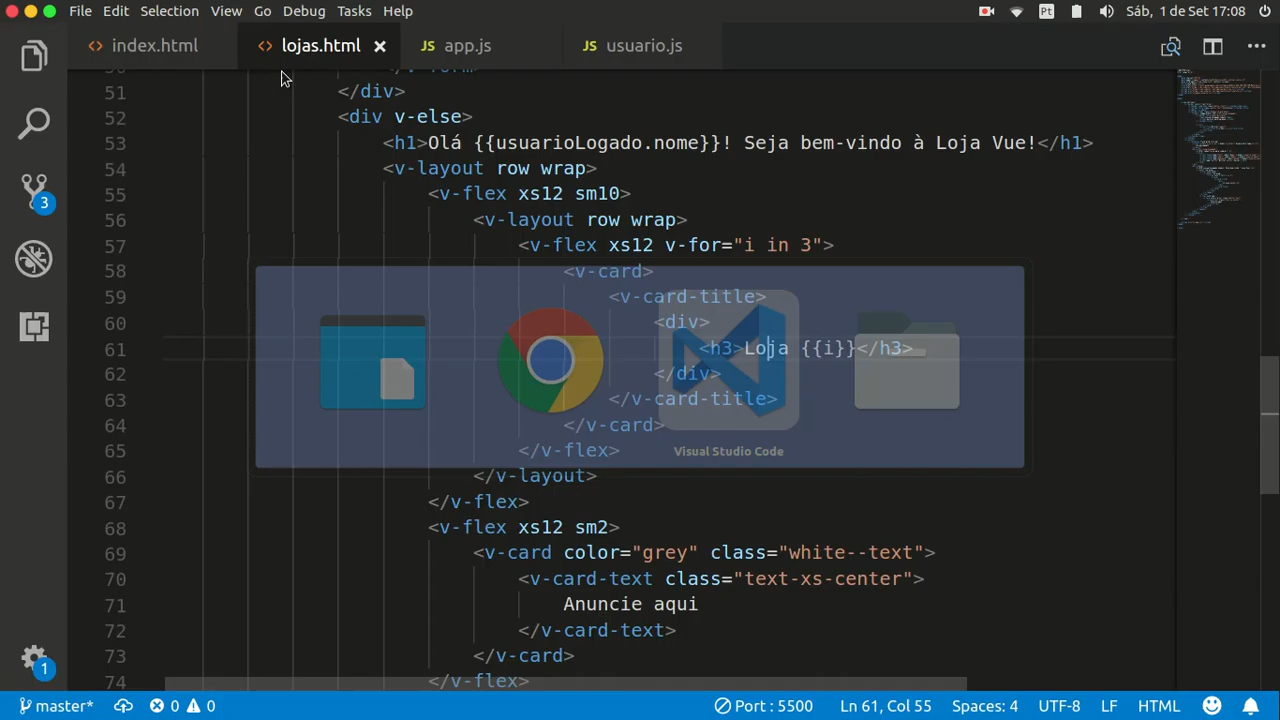 File Edit Selection View Go Debug Tasks Help Pt Sáb, 1 de Set 17:08
index.html lojas.html JS app.js JS usuario.js
51 </div>
52 <div v-else>
53 <h1>Olá {{usuarioLogado.nome}}! Seja bem-vindo à Loja Vue!</h1>
54 <v-layout row wrap>
55 <v-flex xs12 sm10>
56 <v-layout row wrap>
57 <v-flex xs12 v-for="i in 3">
58 <v-card>
59 <v-card-title>
60 <div>
61 <h3>Loja {{i}}</h3>
62 </div>
63 </v-card-title>
64 </v-card>
65 </v-flex>
Visual Studio Code
66 </v-layout>
67 </v-flex>
68 <v-flex xs12 sm2>
69 <v-card color="grey" class="white--text">
70 <v-card-text class="text-xs-center">
71 Anuncie aqui
72 </v-card-text>
73 </v-card>
74 </v-flex>
3
1
master* 0 0 Port : 5500 Ln 61, Col 55 Spaces: 4 UTF-8 LF HTML